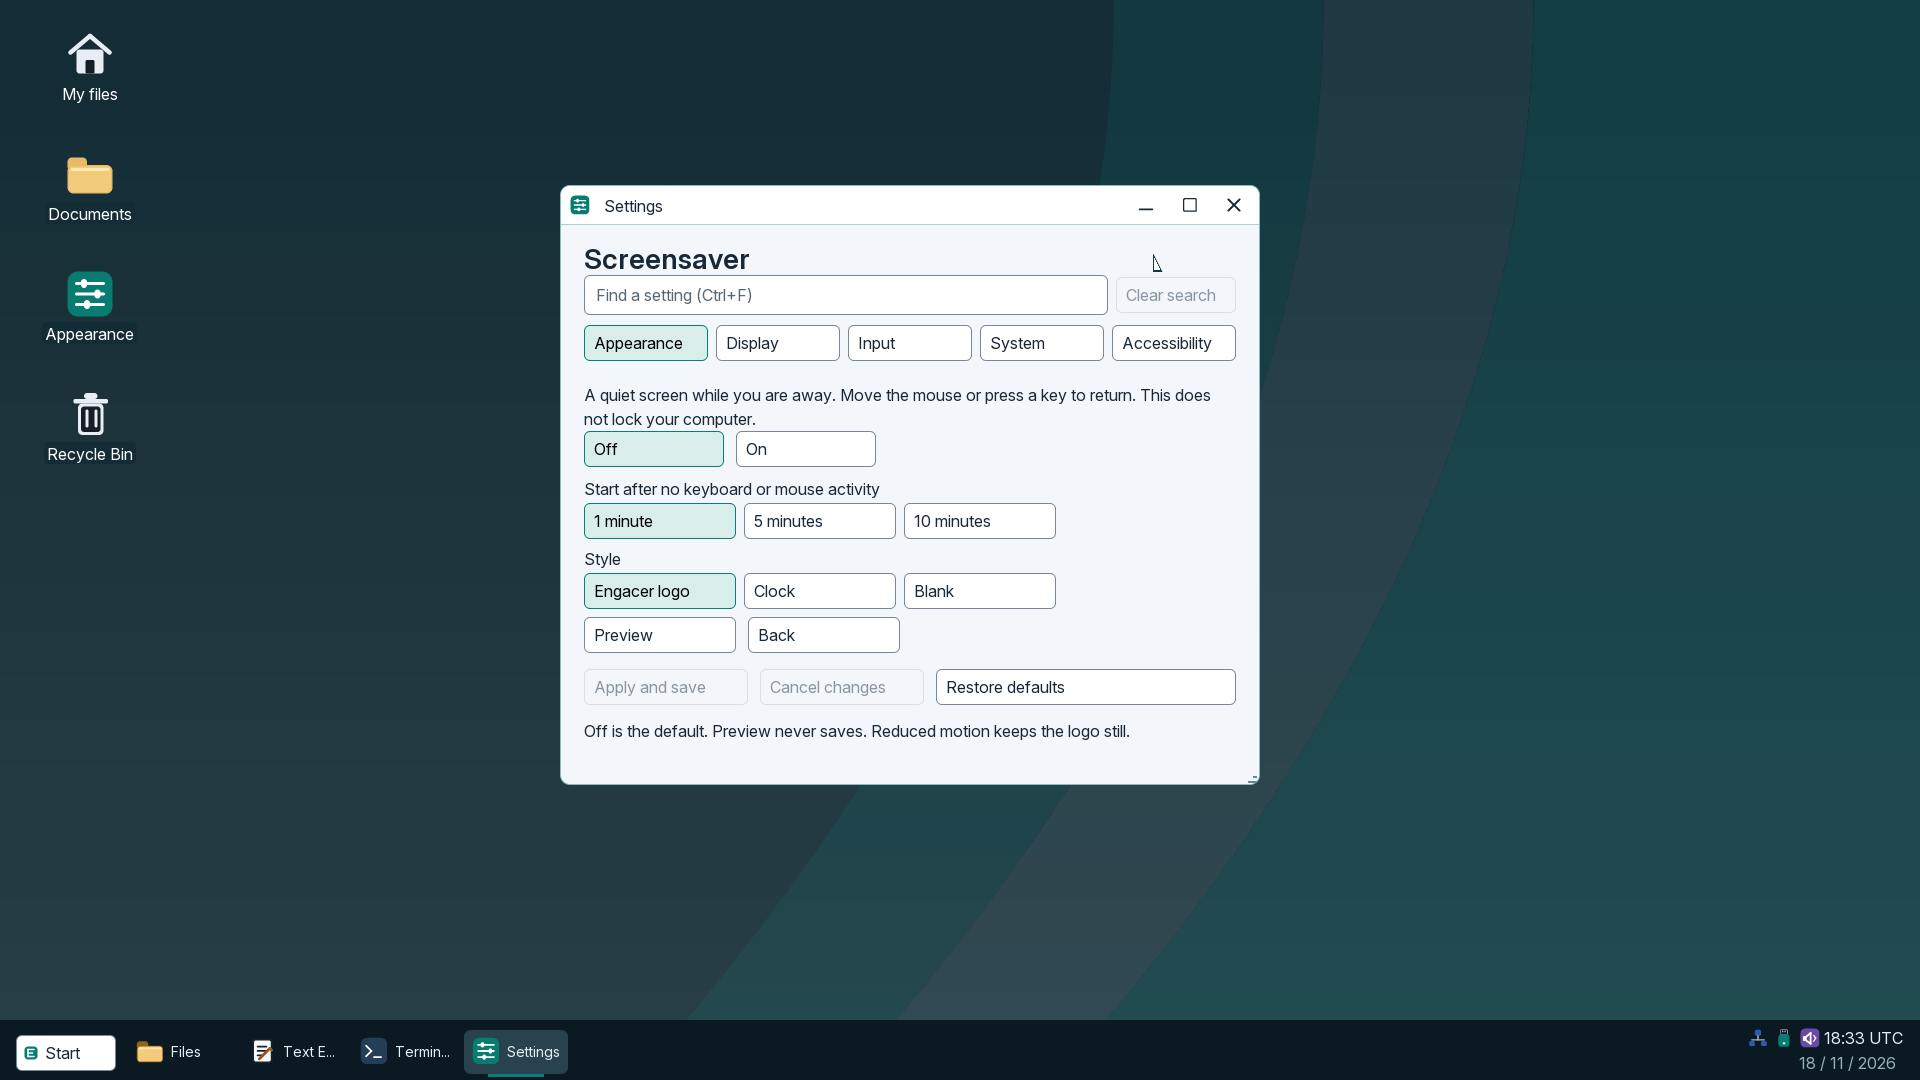 My files
Documents
Appearance
Recycle Bin
Settings
Screensaver
Find a setting (Ctrl+F)
Clear search
Appearance
Display
Input
System
Accessibility
A quiet screen while you are away. Move the mouse or press a key to return. This does
not lock your computer.
Off
On
Start after no keyboard or mouse activity
1 minute
5 minutes
10 minutes
Style
Engacer logo
Clock
Blank
Preview
Back
Apply and save
Cancel changes
Restore defaults
Off is the default. Preview never saves. Reduced motion keeps the logo still.
Start
Files
Text E...
Termin...
Settings
18:33 UTC
18 / 11 / 2026